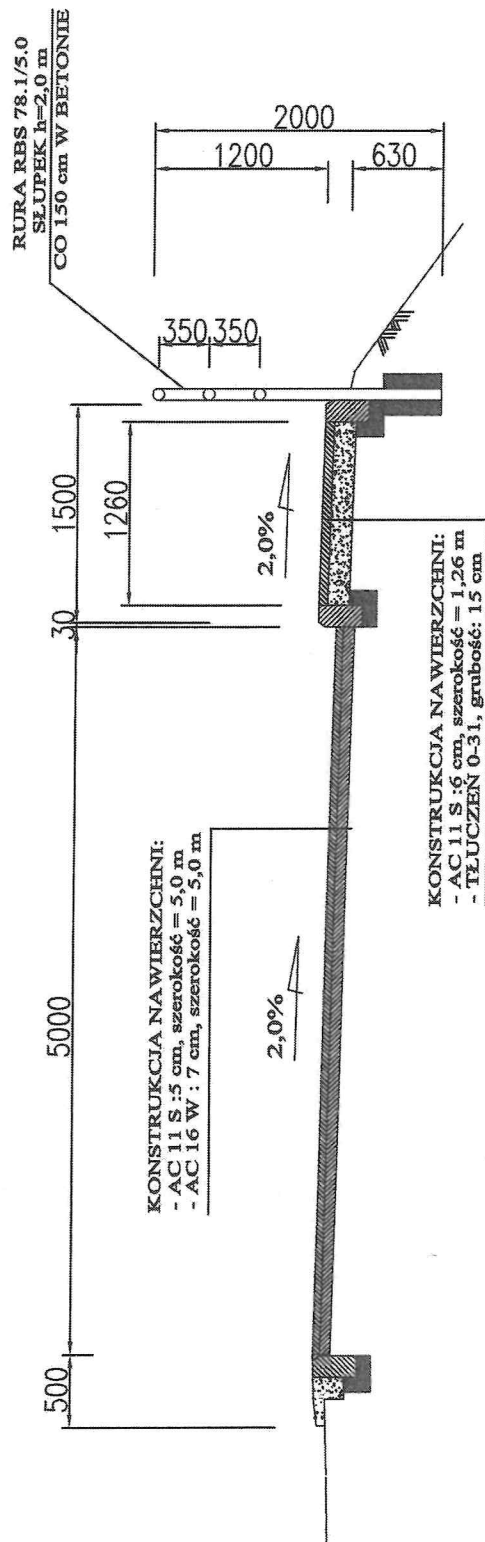 RURA RBS 78.1/5.0
SŁUPEK h=2,0 m
CO 150 cm W BETONIE
2000
1200
630
350
350
1500
1260
30
2,0%
5000
500
KONSTRUKCJA NAWIERZCHNI:
- AC 11 S :5 cm, szerokość = 5,0 m
- AC 16 W : 7 cm, szerokość = 5,0 m
2,0%
KONSTRUKCJA NAWIERZCHNI:
- AC 11 S :6 cm, szerokość = 1,26 m
- TŁUCZEŃ 0-31, grubość: 15 cm